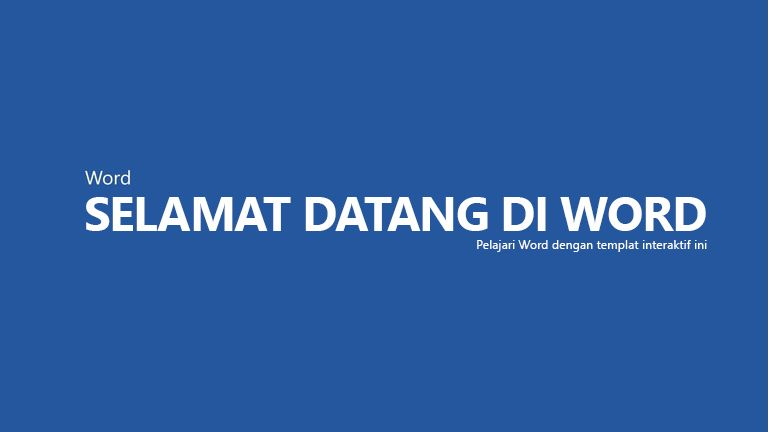 Word
SELAMAT DATANG DI WORD
Pelajari Word dengan templat interaktif ini